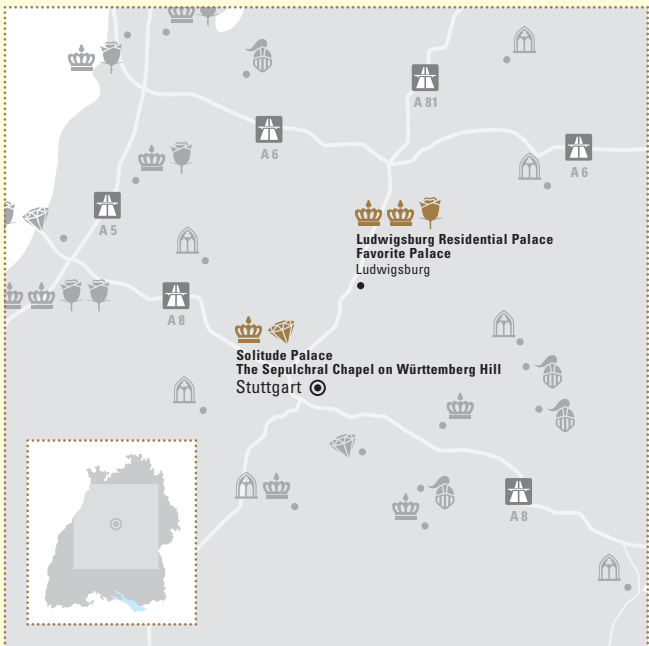 A 81
A 6
A 6
A 5
Ludwigsburg Residential Palace
Favorite Palace
Ludwigsburg
A 8
Solitude Palace
The Sepulchral Chapel on Württemberg Hill
Stuttgart
A 8